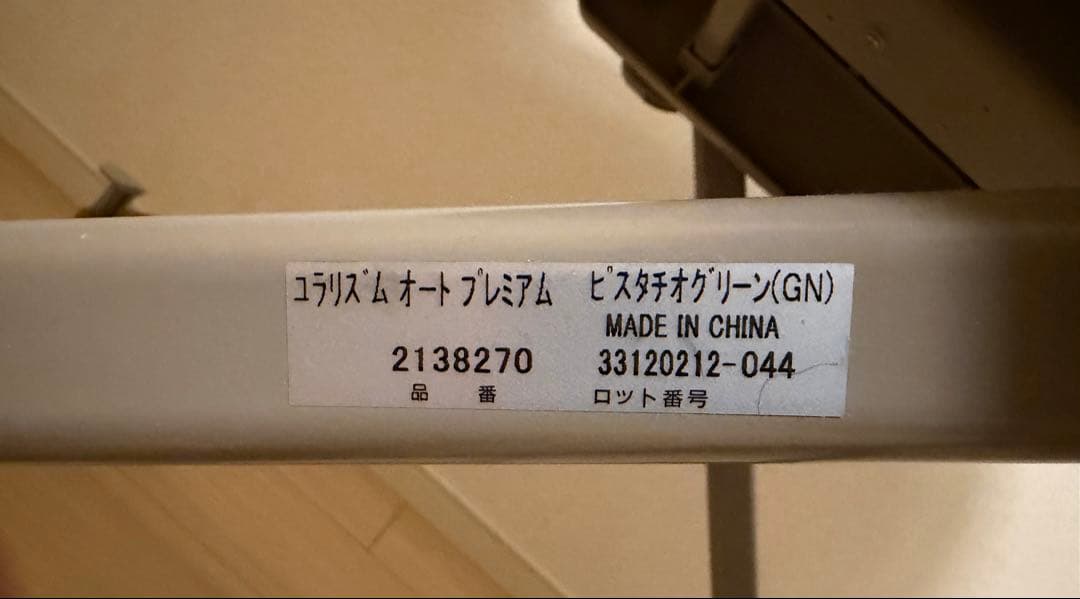 ユラリズム オート プレミアム ピスタチオグリーン(GN)
MADE IN CHINA
2138270 33120212-044
品番 ロット番号